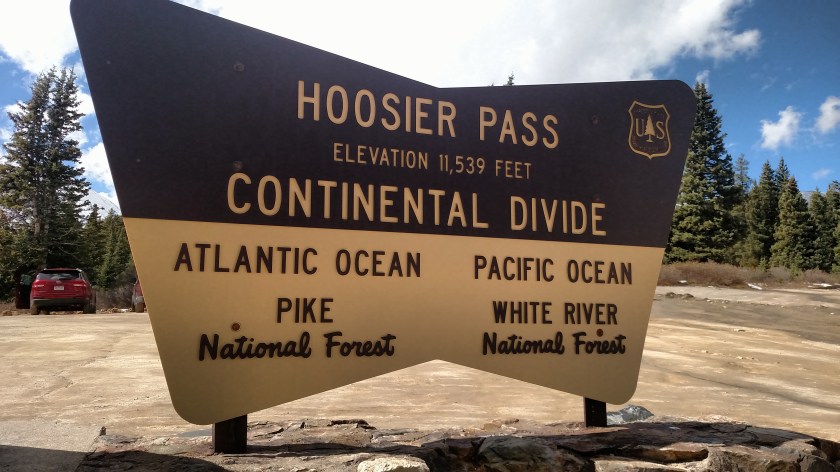 HOOSIER PASS
ELEVATION 11,539 FEET
CONTINENTAL DIVIDE
US
ATLANTIC OCEAN
PIKE
National Forest
PACIFIC OCEAN
WHITE RIVER
National Forest